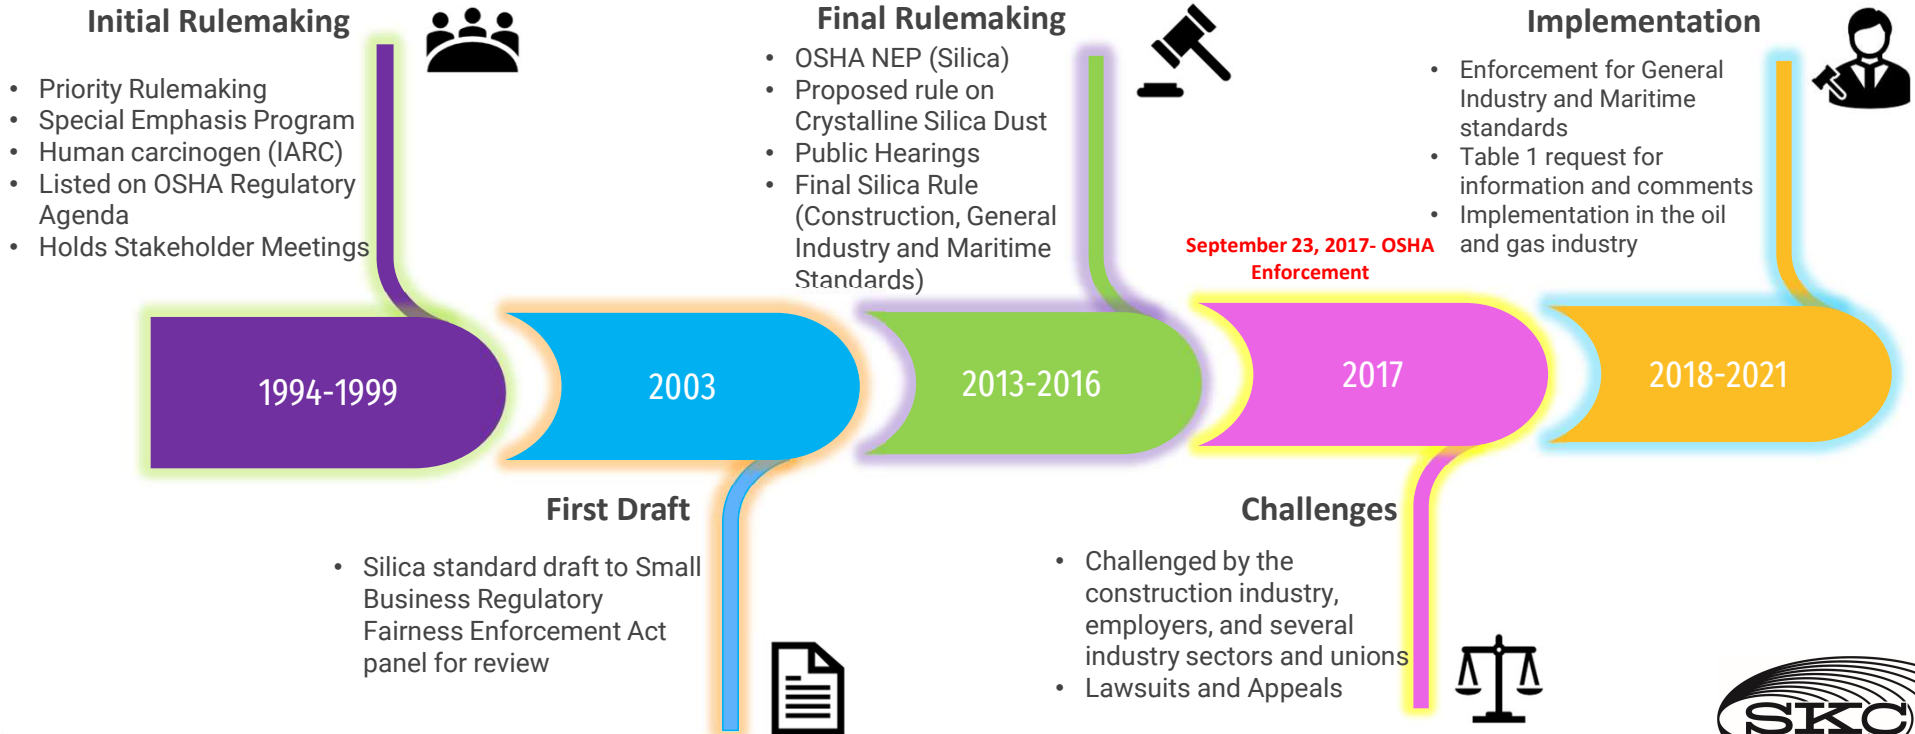 Initial Rulemaking
• Priority Rulemaking
• Special Emphasis Program
• Human carcinogen (IARC)
• Listed on OSHA Regulatory
Agenda
• Holds Stakeholder Meetings
Final Rulemaking
• OSHA NEP (Silica)
• Proposed rule on
Crystalline Silica Dust
• Public Hearings
• Final Silica Rule
(Construction, General
Industry and Maritime
Standards)
September 23, 2017- OSHA
Enforcement
Implementation
• Enforcement for General
Industry and Maritime
standards
• Table 1 request for
information and comments
• Implementation in the oil
and gas industry
1994-1999
2003
2013-2016
2017
2018-2021
First Draft
• Silica standard draft to Small
Business Regulatory
Fairness Enforcement Act
panel for review
Challenges
• Challenged by the
construction industry,
employers, and several
industry sectors and unions
• Lawsuits and Appeals
SKC